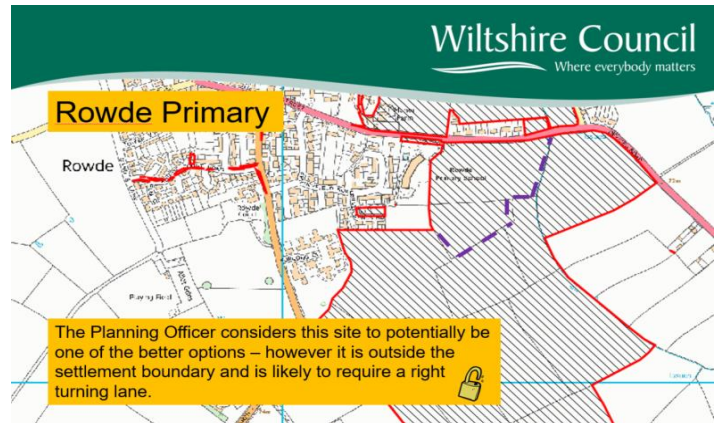 Wiltshire Council
Where everybody matters
Rowde Primary
Rowde
Rowde
Primary School
Playing Field
The Planning Officer considers this site to potentially be
one of the better options – however it is outside the
settlement boundary and is likely to require a right
turning lane.